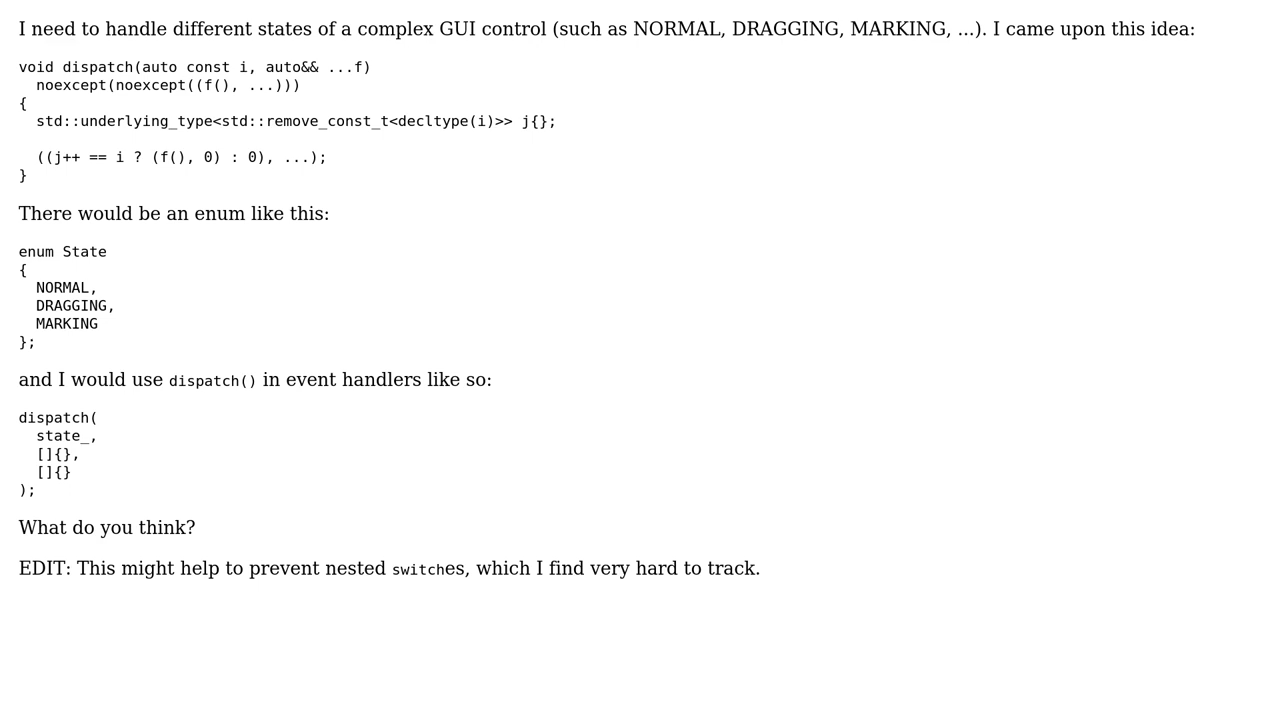 I need to handle different states of a complex GUI control (such as NORMAL, DRAGGING, MARKING, ...). I came upon this idea:
void dispatch(auto const i, auto&& ...f)
  noexcept(noexcept((f(), ...)))
{
  std::underlying_type<std::remove_const_t<decltype(i)>> j{};

  ((j++ == i ? (f(), 0) : 0), ...);
}
There would be an enum like this:
enum State
{
  NORMAL,
  DRAGGING,
  MARKING
};
and I would use dispatch() in event handlers like so:
dispatch(
  state_,
  []{},
  []{}
);
What do you think?
EDIT: This might help to prevent nested switches, which I find very hard to track.